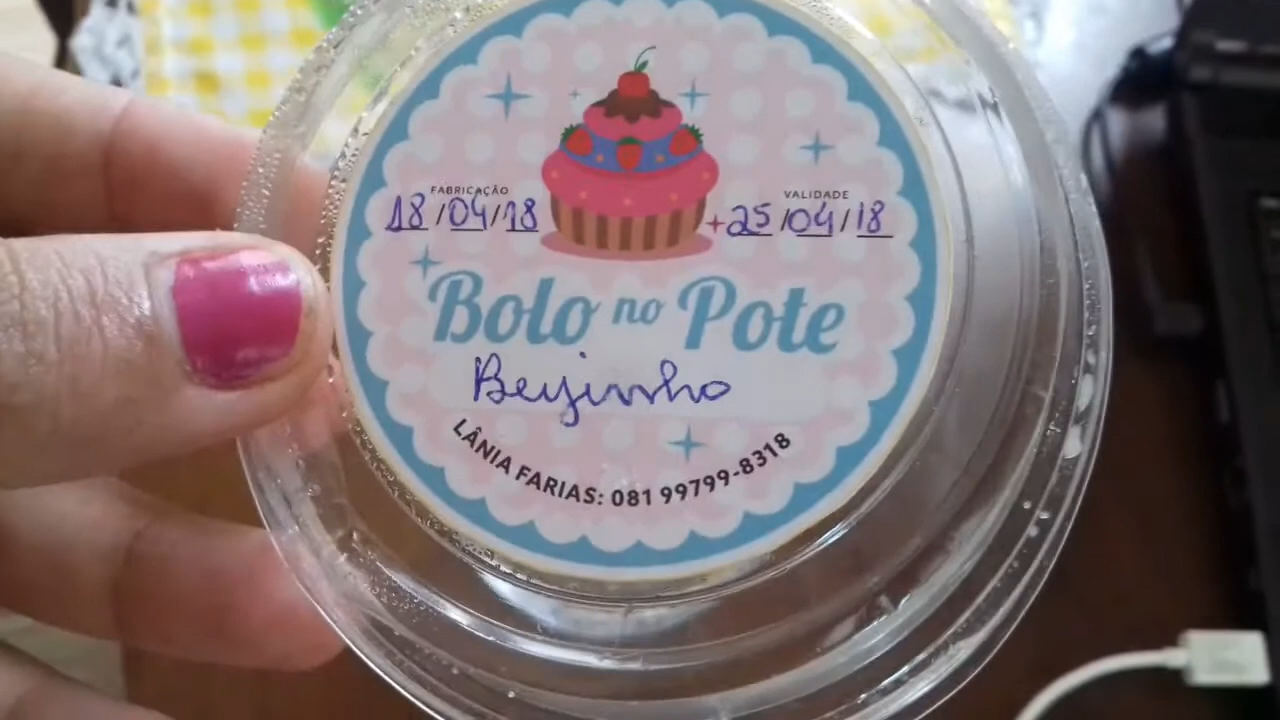 FABRICAÇÃO VALIDADE
18/04/18 25/04/18
Bolo no Pote
Beijinho
LÂNIA FARIAS: 081 99799-8318